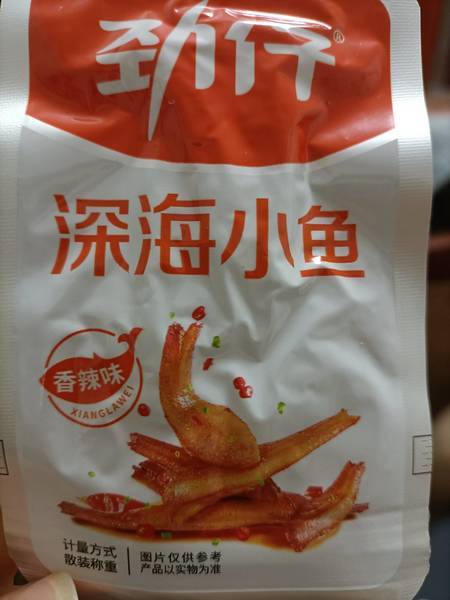 劲仔®
深海小鱼
香辣味
XIANGLAWEI
计量方式
散装称重
图片仅供参考
产品以实物为准